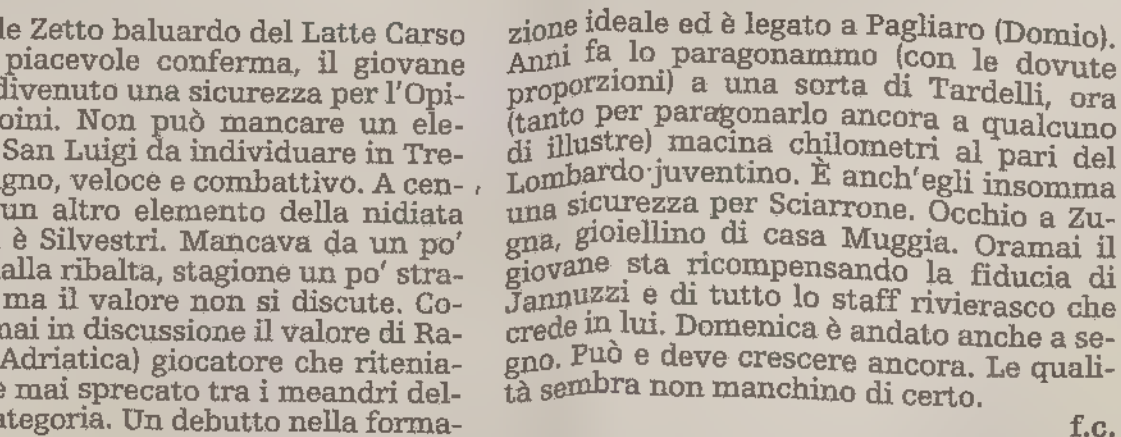 le Zetto baluardo del Latte Carso
piacevole conferma, il giovane
divenuto una sicurezza per l'Opi-
oini. Non può mancare un ele-
San Luigi da individuare in Tre-
gno, veloce e combattivo. A cen-
un altro elemento della nidiata
è Silvestri. Mancava da un po'
alla ribalta, stagione un po' stra-
ma il valore non si discute. Co-
mai in discussione il valore di Ra-
Adriatica) giocatore che ritenia-
e mai sprecato tra i meandri del-
ategoria. Un debutto nella forma-
zione ideale ed è legato a Pagliaro (Domio).
Anni fa lo paragonammo (con le dovute
proporzioni) a una sorta di Tardelli, ora
(tanto per paragonarlo ancora a qualcuno
di illustre) macina chilometri al pari del
Lombardo juventino. È anch'egli insomma
una sicurezza per Sciarrone. Occhio a Zu-
gna, gioiellino di casa Muggia. Oramai il
giovane sta ricompensando la fiducia di
Jannuzzi e di tutto lo staff rivierasco che
crede in lui. Domenica è andato anche a se-
gno. Può e deve crescere ancora. Le quali-
tà sembra non manchino di certo.
f.c.